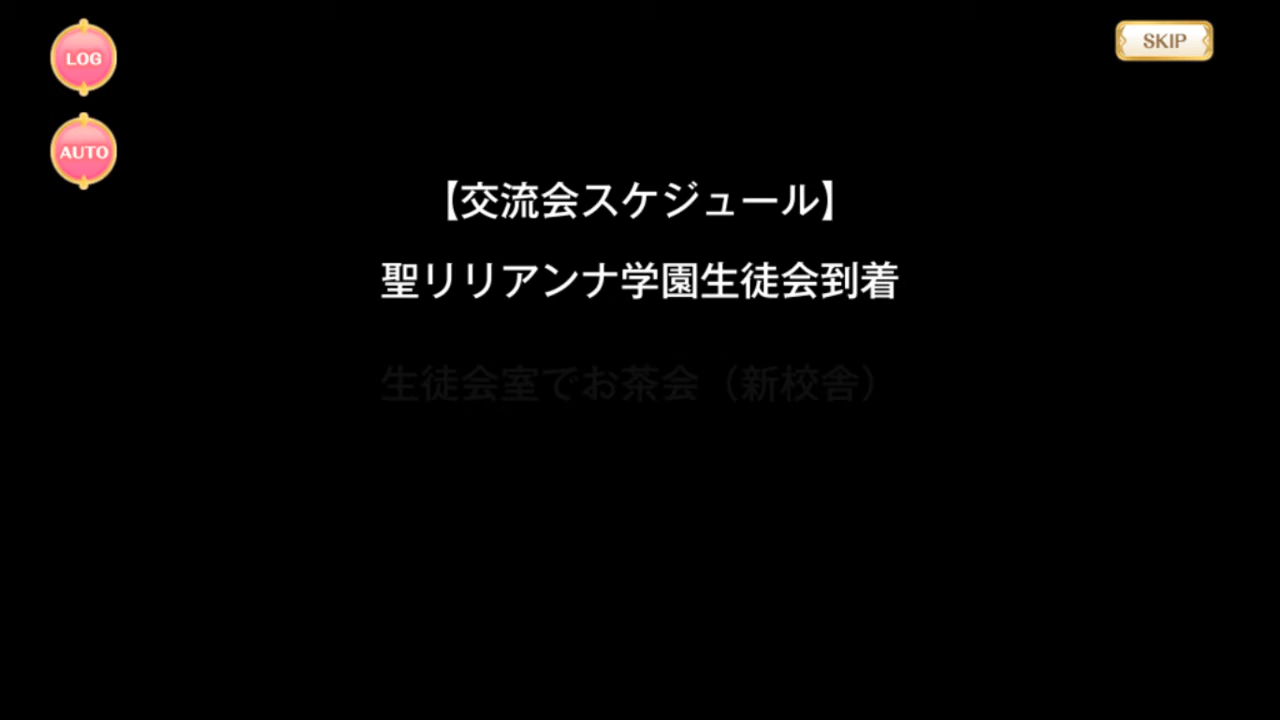 LOG
SKIP
AUTO
【交流会スケジュール】
聖リリアンナ学園生徒会到着
生徒会室でお茶会（新校舎）